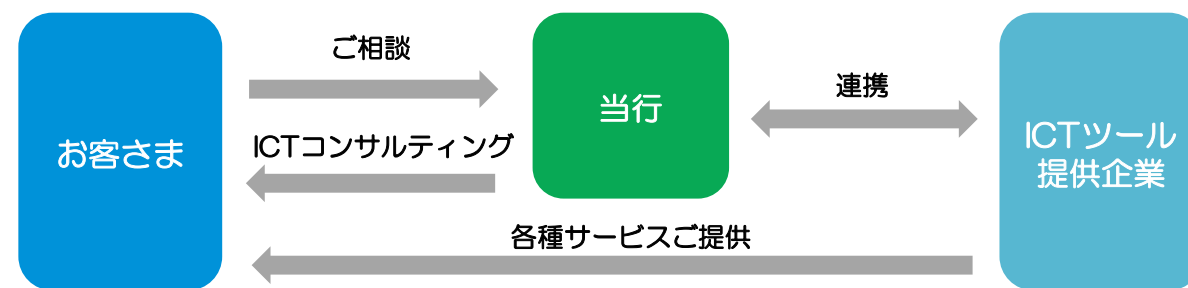 ご相談
当行
連携
お客さま
ICTコンサルティング
ICTツール
提供企業
各種サービスご提供